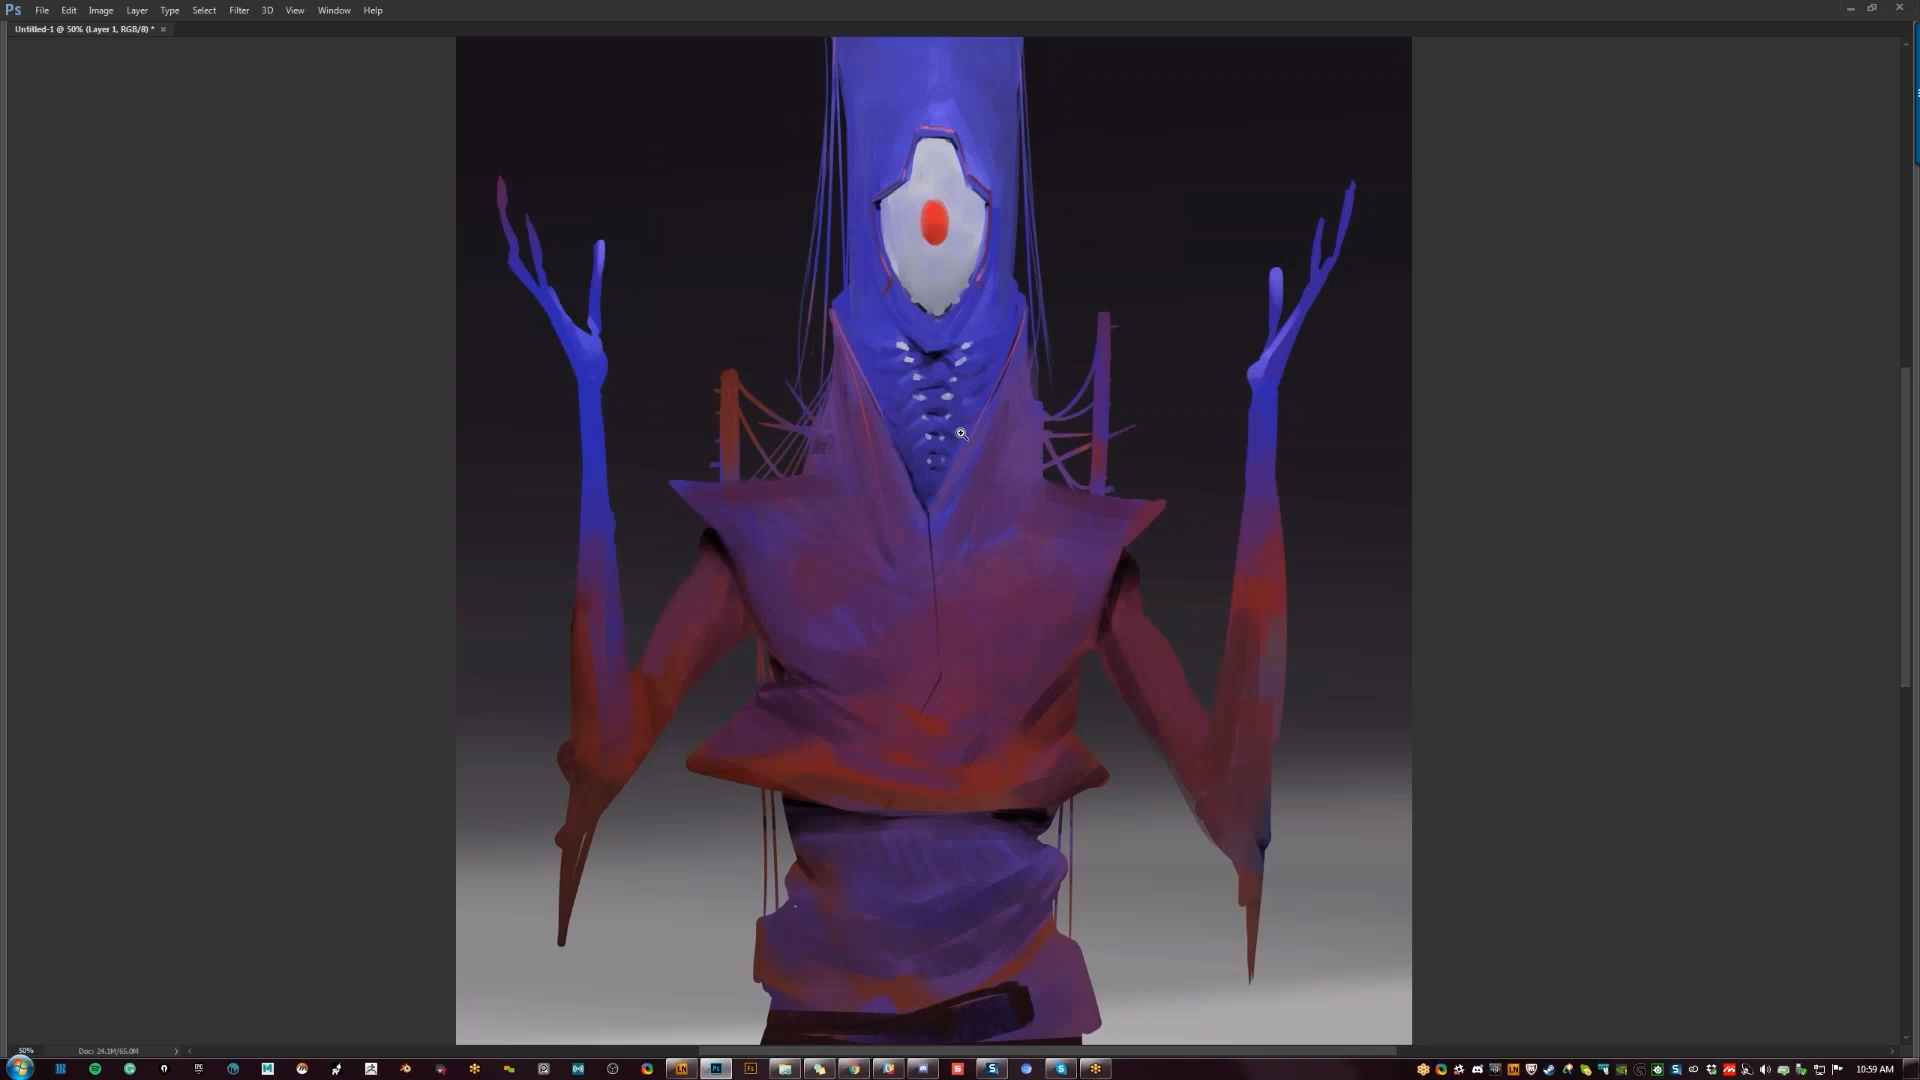 Ps File Edit Image Layer Type Select Filter 3D View Window Help
Untitled-1 @ 50% (Layer 1, RGB/8) * ×
50% Doc: 24.1M/65.0M
10:59 AM